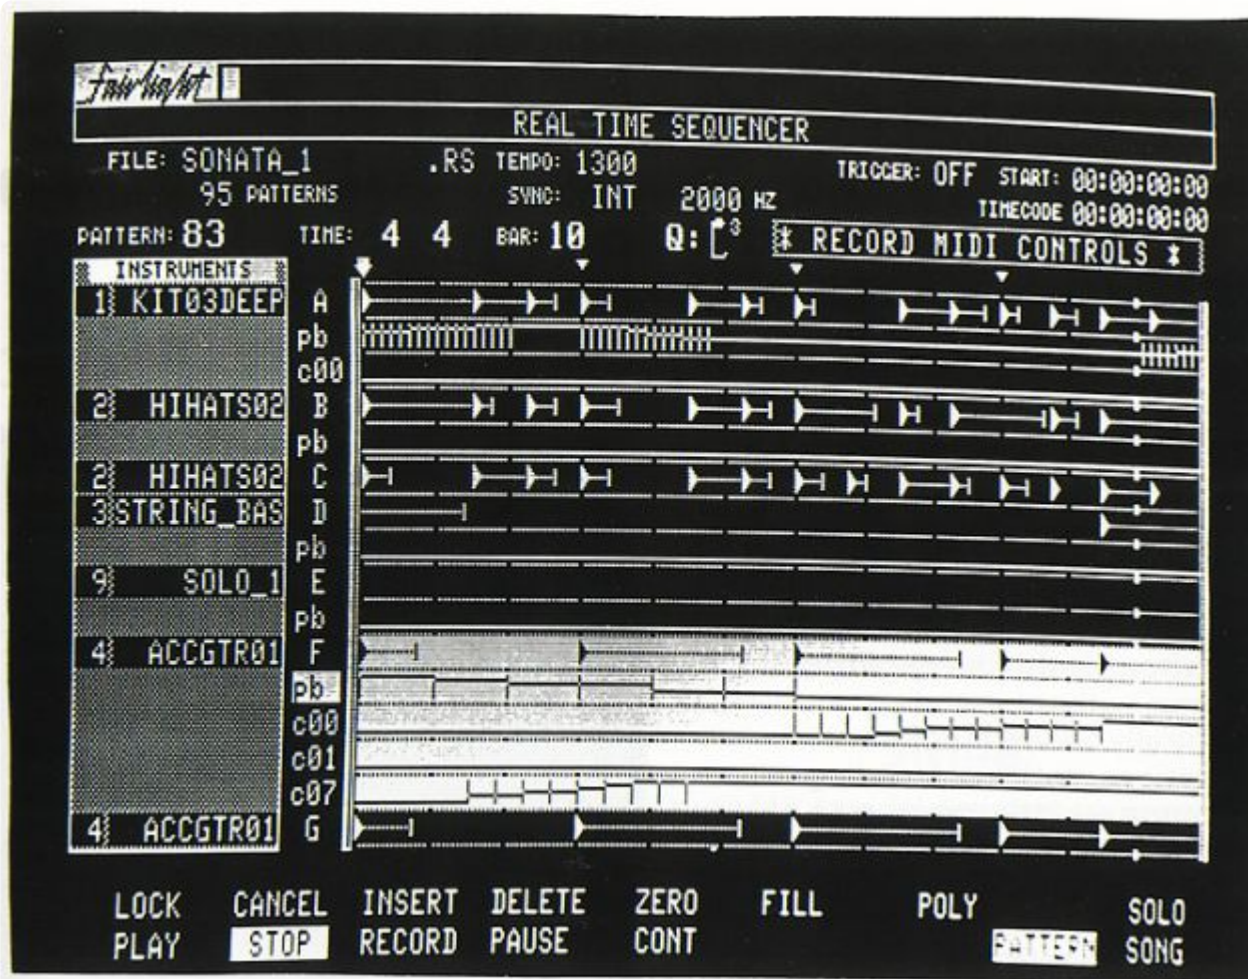 fairlight
REAL TIME SEQUENCER
FILE: SONATA_1 .RS TEMPO: 1300 TRIGGER: OFF START: 00:00:00:00
95 PATTERNS SYNC: INT 2000 HZ TIMECODE 00:00:00:00
PATTERN: 83 TIME: 4 4 BAR: 10 Q: 3 * RECORD MIDI CONTROLS *
INSTRUMENTS
1 KIT03DEEP A
pb
c00
2 HIHATS02 B
pb
2 HIHATS02 C
3 STRING_BAS D
pb
9 SOLO_1 E
pb
4 ACCGTR01 F
pb
c00
c01
c07
4 ACCGTR01 G
LOCK CANCEL INSERT DELETE ZERO FILL POLY SOLO
PLAY STOP RECORD PAUSE CONT PATTERN SONG